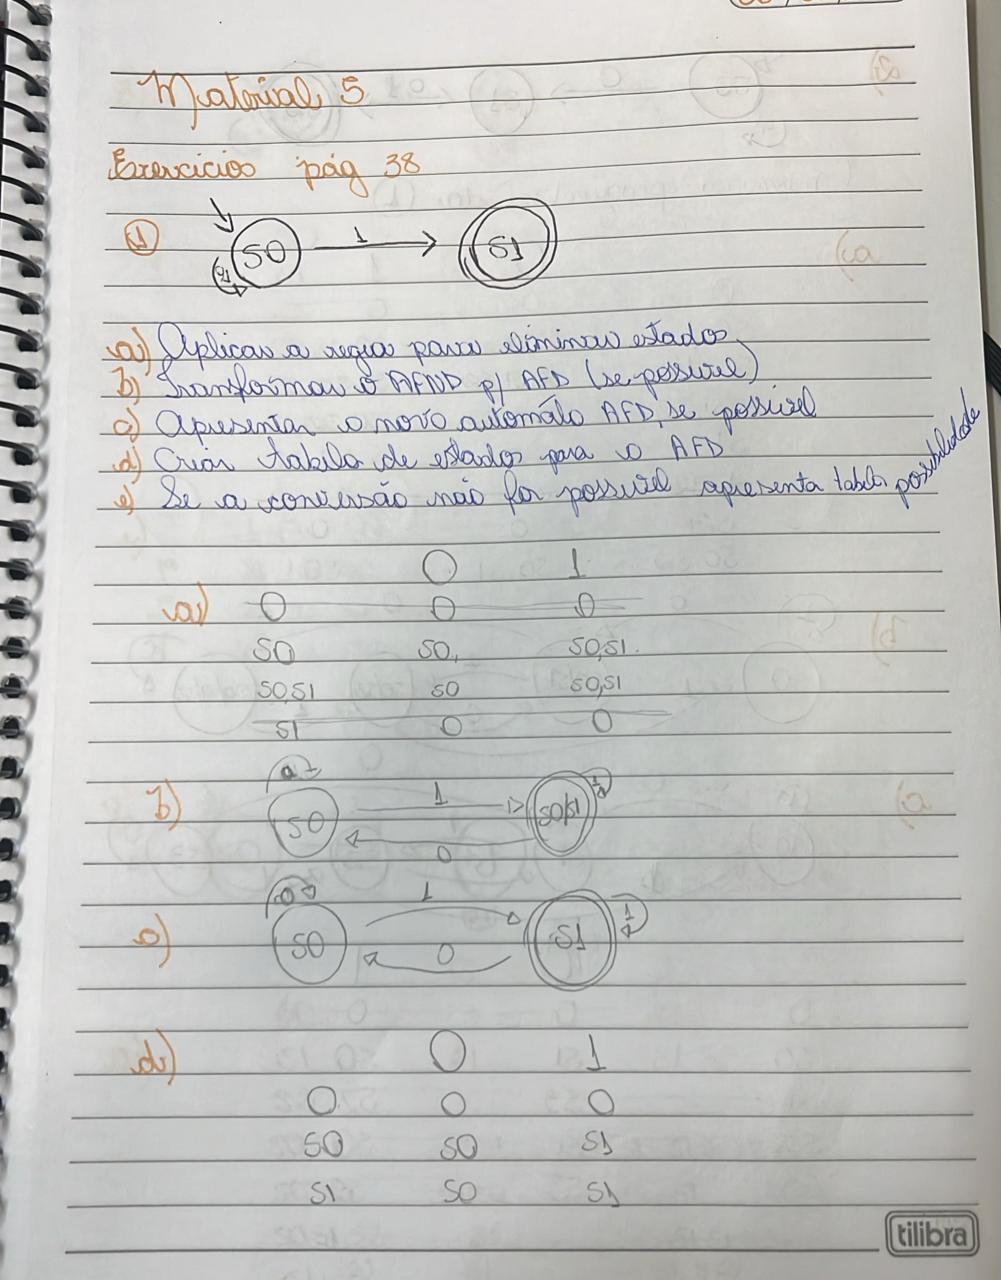 Material 5
Exercícios pág 38
1
S0 1 S1
0,1
a) Aplicar a regra para eliminar estados
b) Transformar o AFND p/ AFD (se possível)
c) Apresentar o novo autômato AFD, se possível
d) Criar tabela de estados para o AFD
e) Se a conversão não for possível apresenta tabela possibilidade
0 1
a) 0 0 0
S0 S0, S0,S1.
S0,S1 S0 S0,S1
S1 0 0
b) S0 1 S0,S1 1
0
0 1
c) S0 S1 1
0
d) 0 1
0 0 0
S0 S0 S1
S1 S0 S1
tilibra